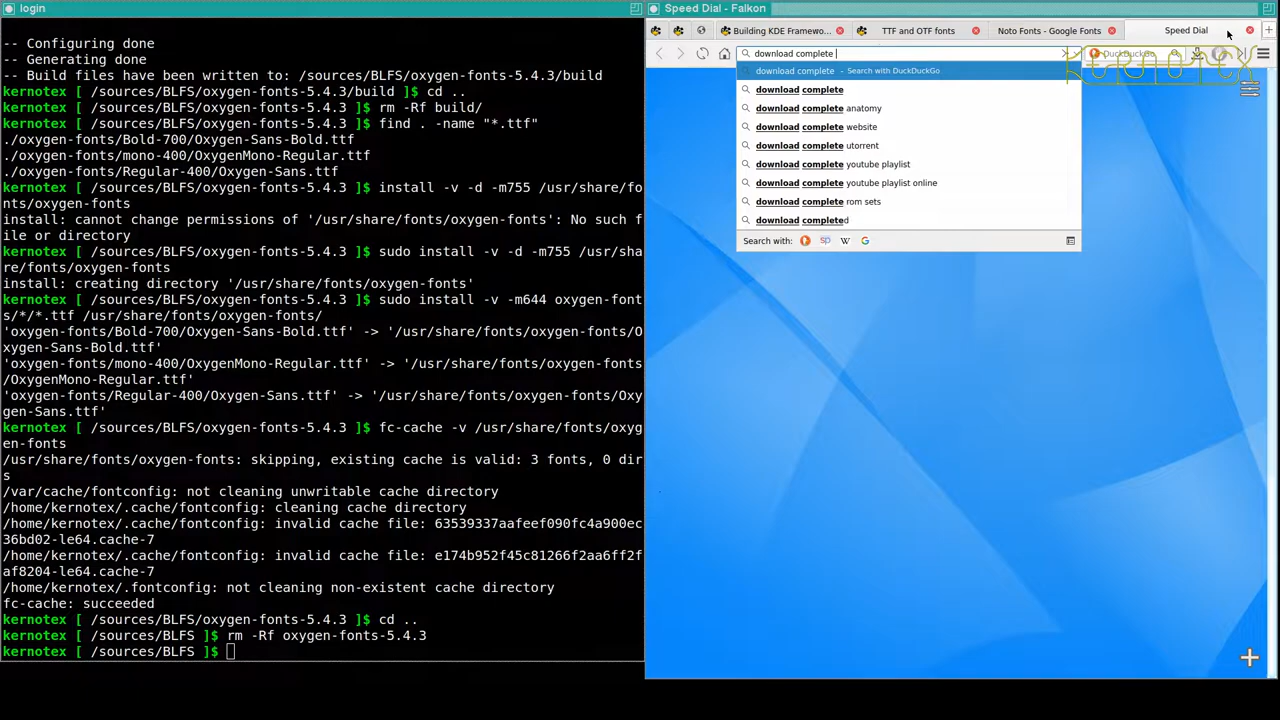 login
-- Configuring done
-- Generating done
-- Build files have been written to: /sources/BLFS/oxygen-fonts-5.4.3/build
kernotex [ /sources/BLFS/oxygen-fonts-5.4.3/build ]$ cd ..
kernotex [ /sources/BLFS/oxygen-fonts-5.4.3 ]$ rm -Rf build/
kernotex [ /sources/BLFS/oxygen-fonts-5.4.3 ]$ find . -name "*.ttf"
./oxygen-fonts/Bold-700/Oxygen-Sans-Bold.ttf
./oxygen-fonts/mono-400/OxygenMono-Regular.ttf
./oxygen-fonts/Regular-400/Oxygen-Sans.ttf
kernotex [ /sources/BLFS/oxygen-fonts-5.4.3 ]$ install -v -d -m755 /usr/share/fo
nts/oxygen-fonts
install: cannot change permissions of '/usr/share/fonts/oxygen-fonts': No such f
ile or directory
kernotex [ /sources/BLFS/oxygen-fonts-5.4.3 ]$ sudo install -v -d -m755 /usr/sha
re/fonts/oxygen-fonts
install: creating directory '/usr/share/fonts/oxygen-fonts'
kernotex [ /sources/BLFS/oxygen-fonts-5.4.3 ]$ sudo install -v -m644 oxygen-font
s/*/*.ttf /usr/share/fonts/oxygen-fonts/
'oxygen-fonts/Bold-700/Oxygen-Sans-Bold.ttf' -> '/usr/share/fonts/oxygen-fonts/O
xygen-Sans-Bold.ttf'
'oxygen-fonts/mono-400/OxygenMono-Regular.ttf' -> '/usr/share/fonts/oxygen-fonts
/OxygenMono-Regular.ttf'
'oxygen-fonts/Regular-400/Oxygen-Sans.ttf' -> '/usr/share/fonts/oxygen-fonts/Oxy
gen-Sans.ttf'
kernotex [ /sources/BLFS/oxygen-fonts-5.4.3 ]$ fc-cache -v /usr/share/fonts/oxyg
en-fonts
/usr/share/fonts/oxygen-fonts: skipping, existing cache is valid: 3 fonts, 0 dir
s
/var/cache/fontconfig: not cleaning unwritable cache directory
/home/kernotex/.cache/fontconfig: cleaning cache directory
/home/kernotex/.cache/fontconfig: invalid cache file: 63539337aafeef090fc4a900ec
36bd02-le64.cache-7
/home/kernotex/.cache/fontconfig: invalid cache file: e174b952f45c81266f2aa6ff2f
af8204-le64.cache-7
/home/kernotex/.fontconfig: not cleaning non-existent cache directory
fc-cache: succeeded
kernotex [ /sources/BLFS/oxygen-fonts-5.4.3 ]$ cd ..
kernotex [ /sources/BLFS ]$ rm -Rf oxygen-fonts-5.4.3
kernotex [ /sources/BLFS ]$
Speed Dial - Falkon
Building KDE Framewo... TTF and OTF fonts Noto Fonts - Google Fonts Speed Dial
download complete DuckDuckGo
KERNOTEX
download complete - Search with DuckDuckGo
download complete
download complete anatomy
download complete website
download complete utorrent
download complete youtube playlist
download complete youtube playlist online
download complete rom sets
download completed
Search with: sp W G